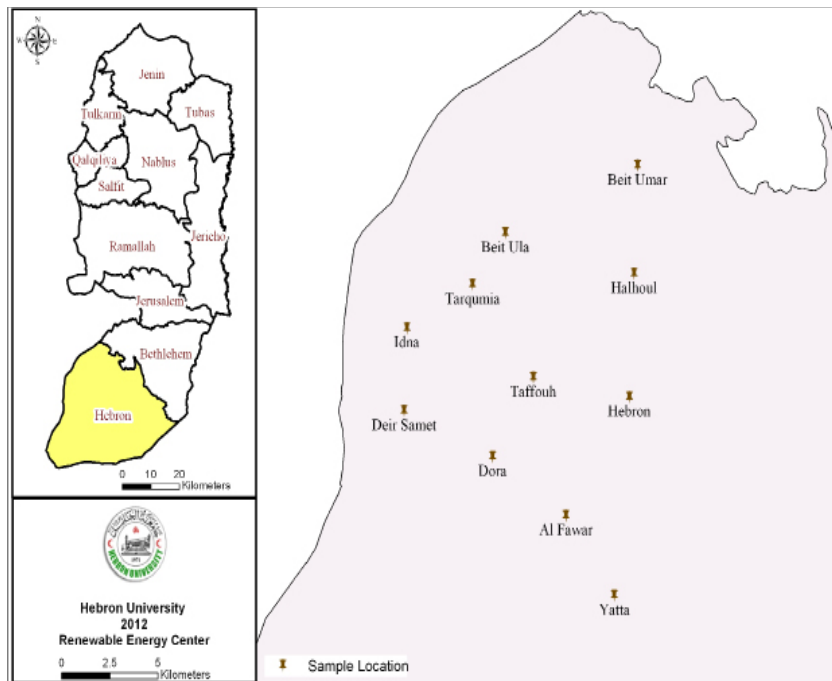 N
W
E
S
Jenin
Tulkarm
Tubas
Qalqiliya
Nablus
Salfit
Jericho
Ramallah
Jerusalem
Bethlehem
Hebron
0 10 20
Kilometers
HEBRON UNIVERSITY
Hebron University
2012
Renewable Energy Center
0 2.5 5
Kilometers
Beit Umar
Beit Ula
Halhoul
Tarqumia
Idna
Taffouh
Hebron
Deir Samet
Dora
Al Fawar
Yatta
Sample Location